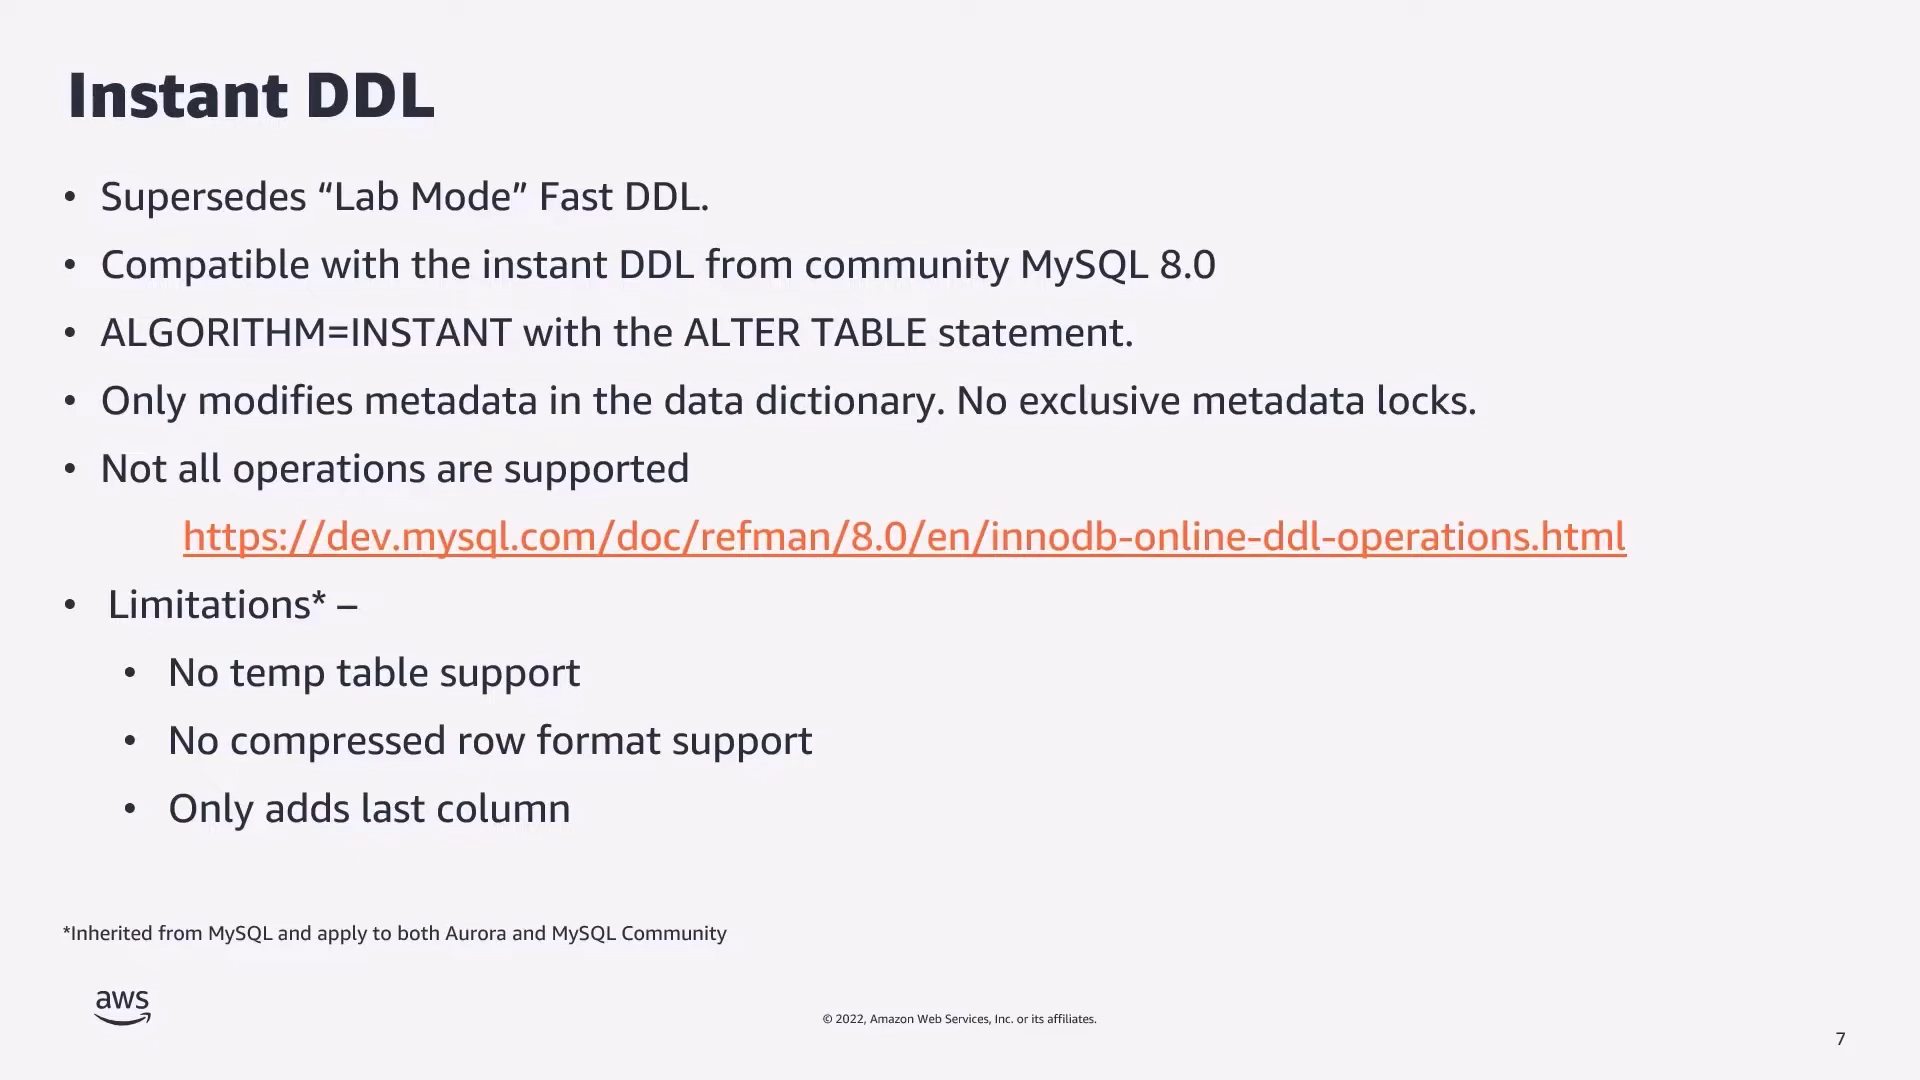 Instant DDL
• Supersedes “Lab Mode” Fast DDL.
• Compatible with the instant DDL from community MySQL 8.0
• ALGORITHM=INSTANT with the ALTER TABLE statement.
• Only modifies metadata in the data dictionary. No exclusive metadata locks.
• Not all operations are supported
https://dev.mysql.com/doc/refman/8.0/en/innodb-online-ddl-operations.html
• Limitations* –
• No temp table support
• No compressed row format support
• Only adds last column
*Inherited from MySQL and apply to both Aurora and MySQL Community
aws
© 2022, Amazon Web Services, Inc. or its affiliates.
7